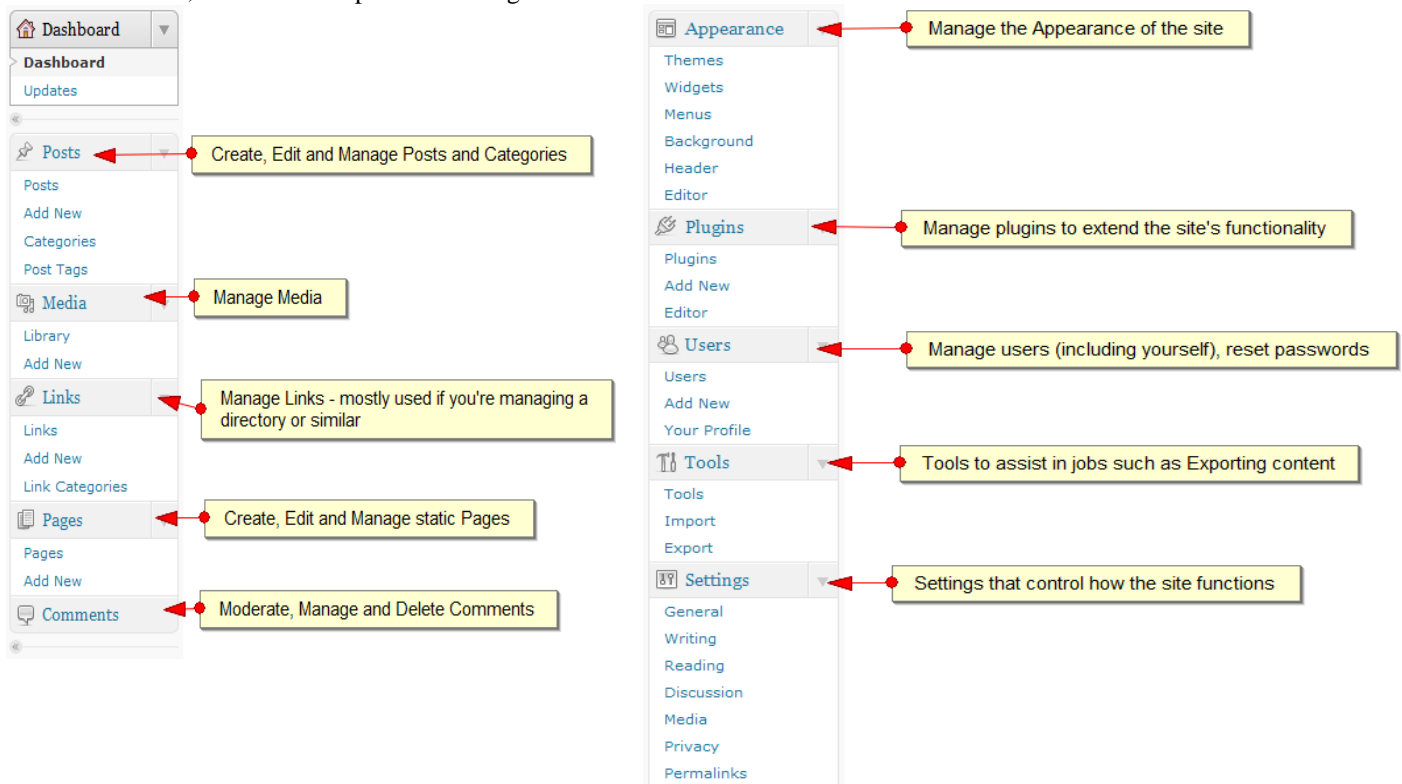 Dashboard
Dashboard
Updates
Posts
Create, Edit and Manage Posts and Categories
Posts
Add New
Categories
Post Tags
Media
Manage Media
Library
Add New
Links
Manage Links - mostly used if you're managing a
directory or similar
Links
Add New
Link Categories
Pages
Create, Edit and Manage static Pages
Pages
Add New
Comments
Moderate, Manage and Delete Comments
Appearance
Manage the Appearance of the site
Themes
Widgets
Menus
Background
Header
Editor
Plugins
Manage plugins to extend the site's functionality
Plugins
Add New
Editor
Users
Manage users (including yourself), reset passwords
Users
Add New
Your Profile
Tools
Tools to assist in jobs such as Exporting content
Tools
Import
Export
Settings
Settings that control how the site functions
General
Writing
Reading
Discussion
Media
Privacy
Permalinks